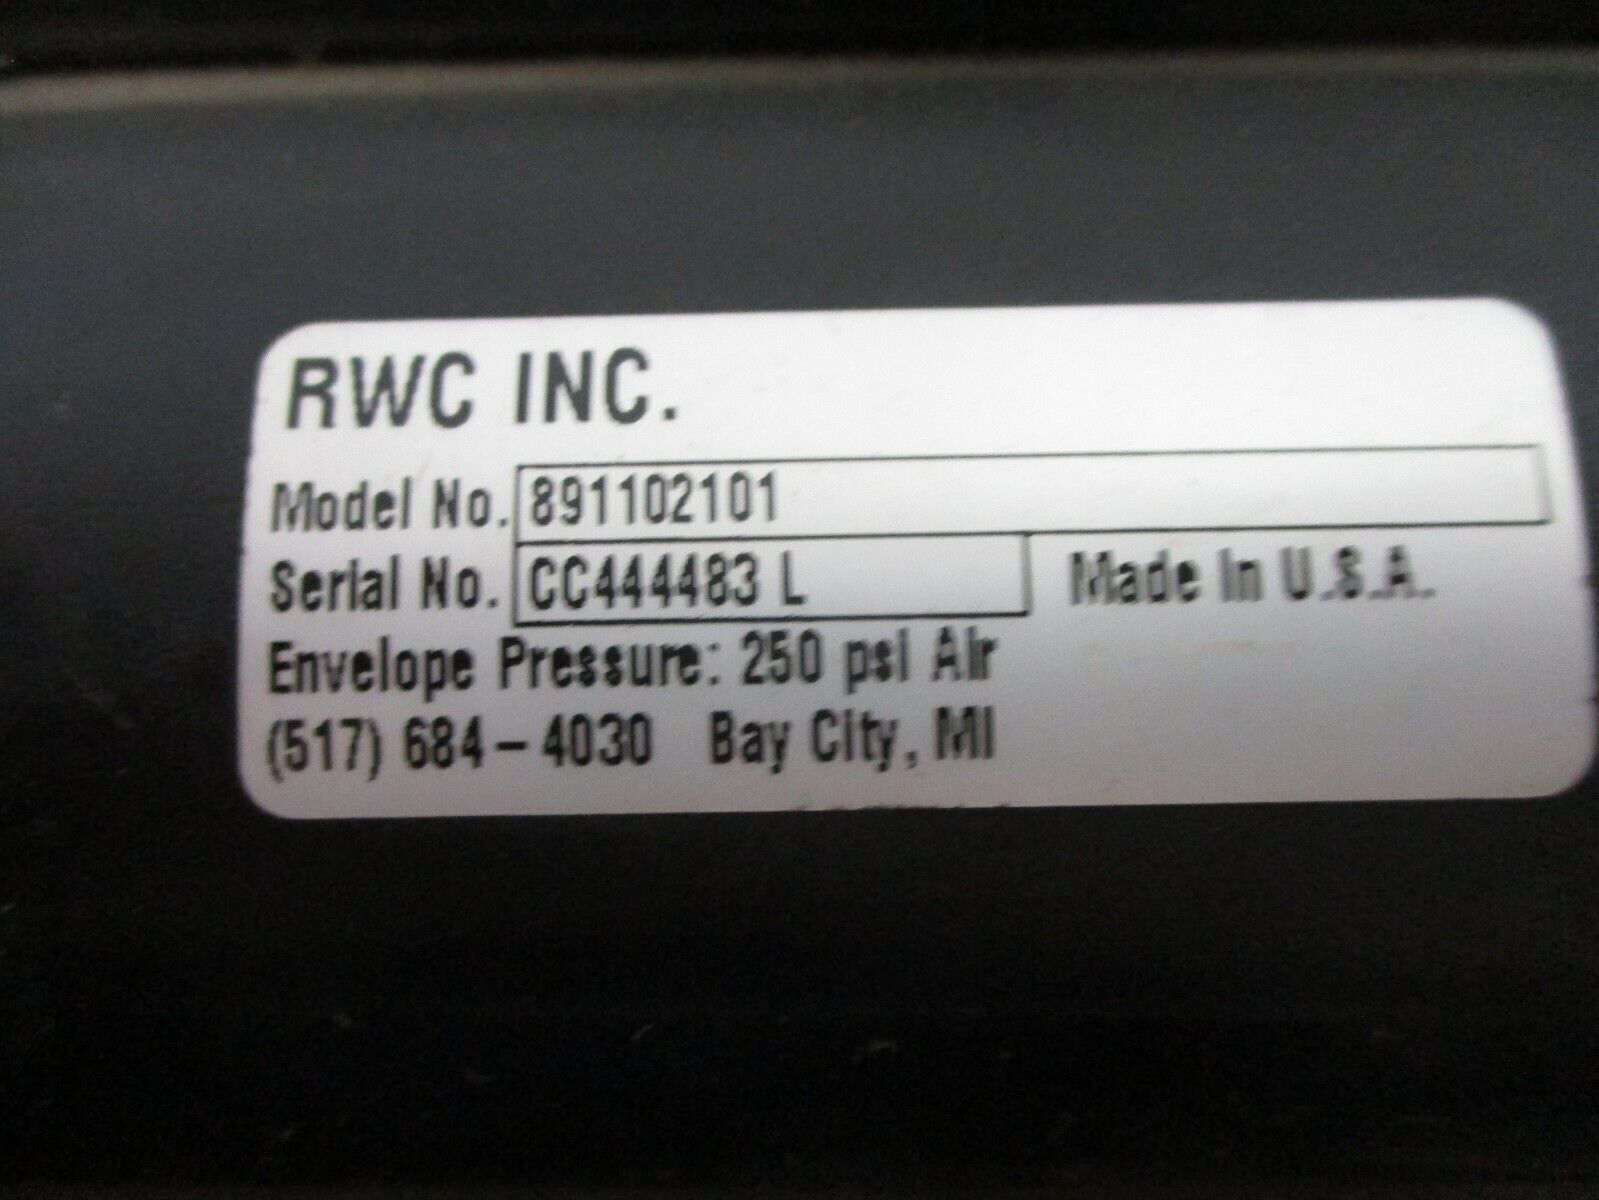 RWC INC.
Model No. 891102101
Serial No. CC444483 L Made In U.S.A.
Envelope Pressure: 250 psi Air
(517) 684-4030 Bay City, MI